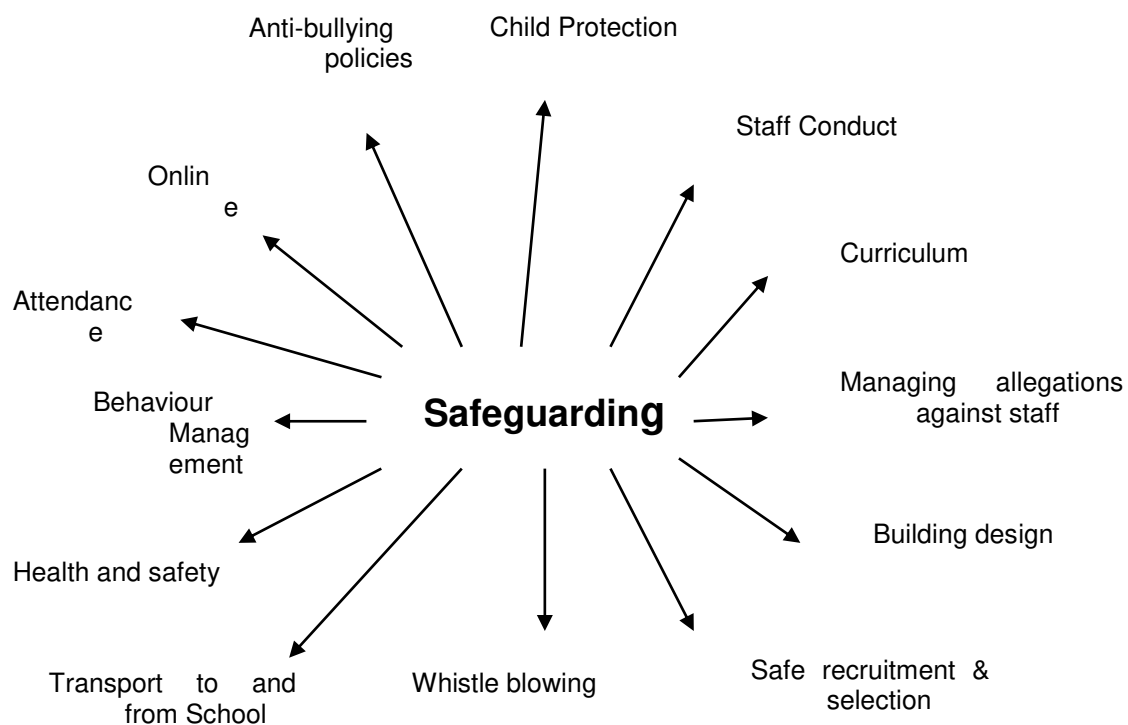 Anti-bullying
policies
Child Protection
Staff Conduct
Onlin
e
Curriculum
Attendanc
e
Managing allegations
against staff
Behaviour
Manag
ement
Safeguarding
Building design
Health and safety
Safe recruitment &
selection
Transport to and
from School
Whistle blowing